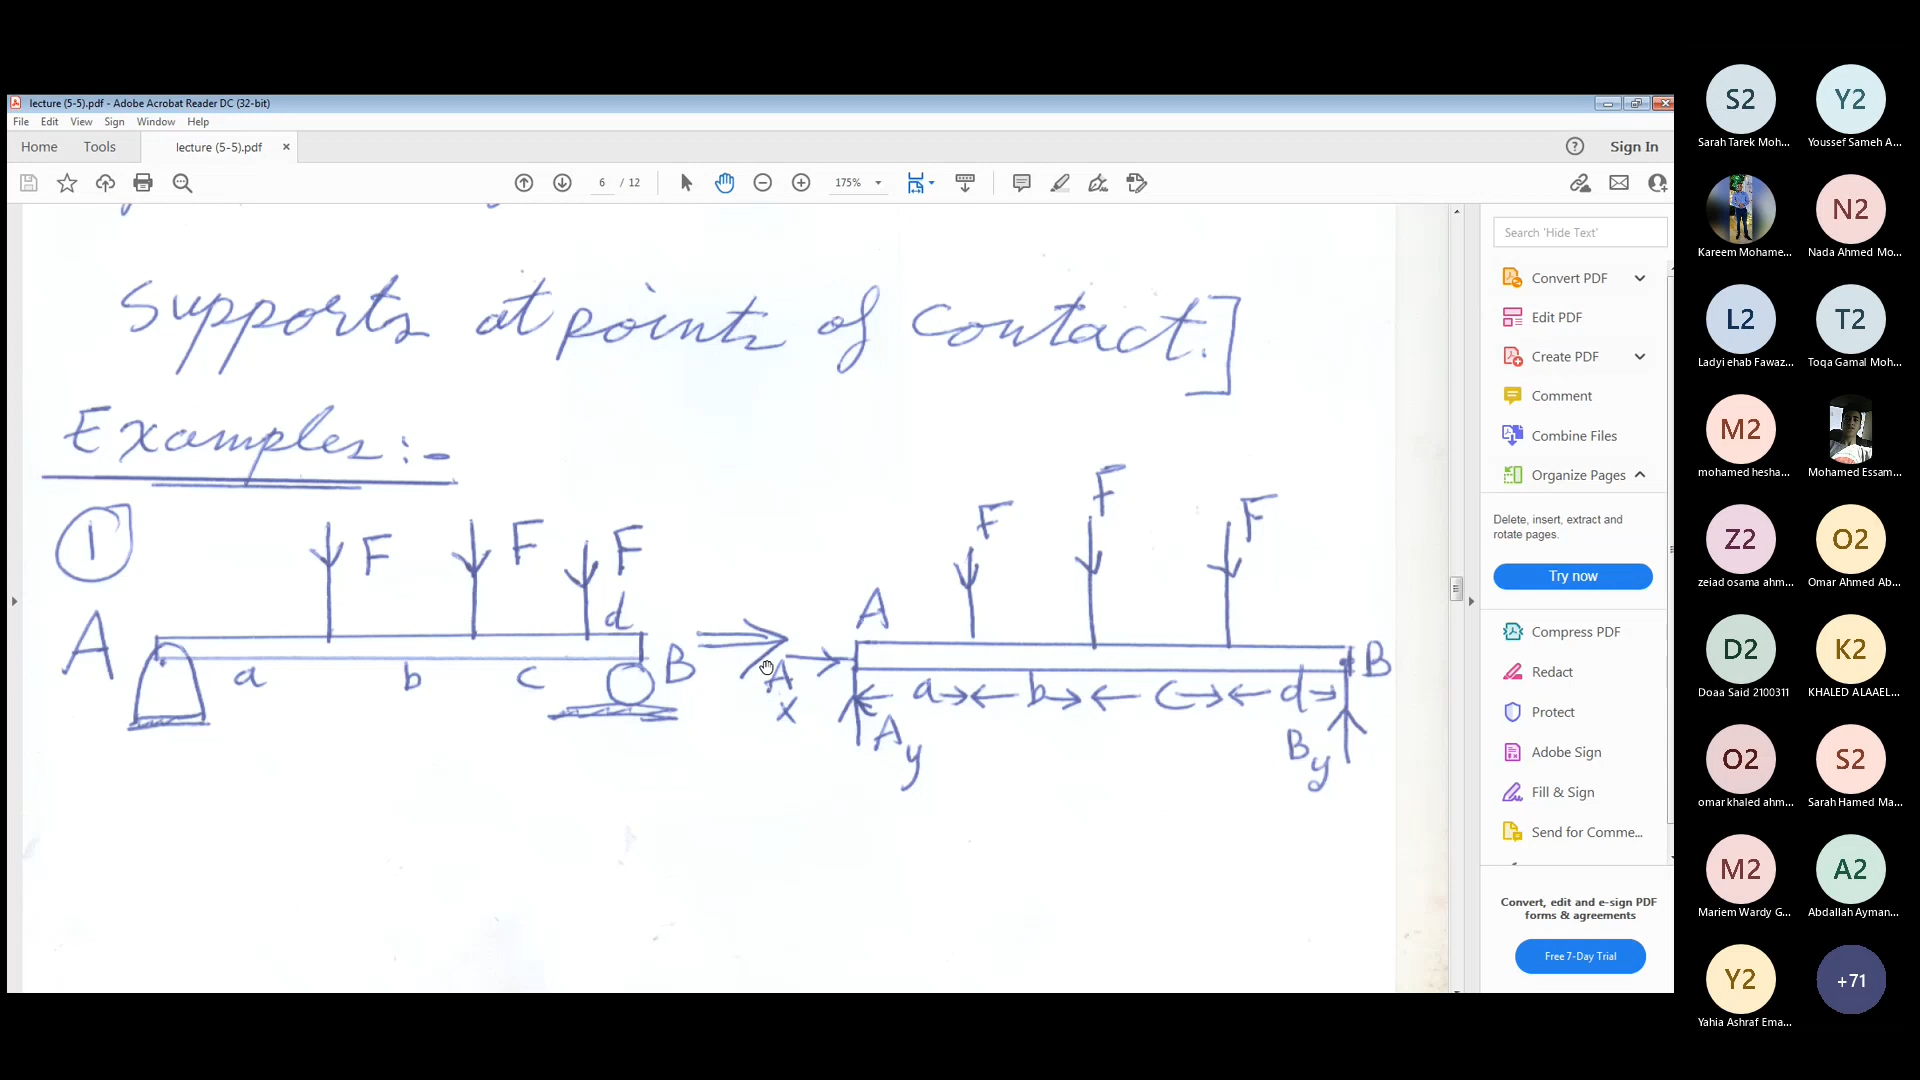 lecture (5-5).pdf - Adobe Acrobat Reader DC (32-bit)
File Edit View Sign Window Help
Home Tools lecture (5-5).pdf × Sign In
6 / 12 175%
Supports at points of contact.]
Examples:-
1
F F F
d
A a b c B
A
x
F F F
A B
a b c d
Ay By
Search 'Hide Text'
Convert PDF
Edit PDF
Create PDF
Comment
Combine Files
Organize Pages
Delete, insert, extract and
rotate pages.
Try now
Compress PDF
Redact
Protect
Adobe Sign
Fill & Sign
Send for Comme...
Convert, edit and e-sign PDF
forms & agreements
Free 7-Day Trial
S2 Y2
Sarah Tarek Moh... Youssef Sameh A...
N2
Kareem Mohame... Nada Ahmed Mo...
L2 T2
Ladyi ehab Fawaz... Toqa Gamal Moh...
M2
mohamed hesha... Mohamed Essam...
Z2 O2
zeiad osama ahm... Omar Ahmed Ab...
D2 K2
Doaa Said 2100311 KHALED ALAAEL...
O2 S2
omar khaled ahm... Sarah Hamed Ma...
M2 A2
Mariem Wardy G... Abdallah Ayman...
Y2 +71
Yahia Ashraf Ema...